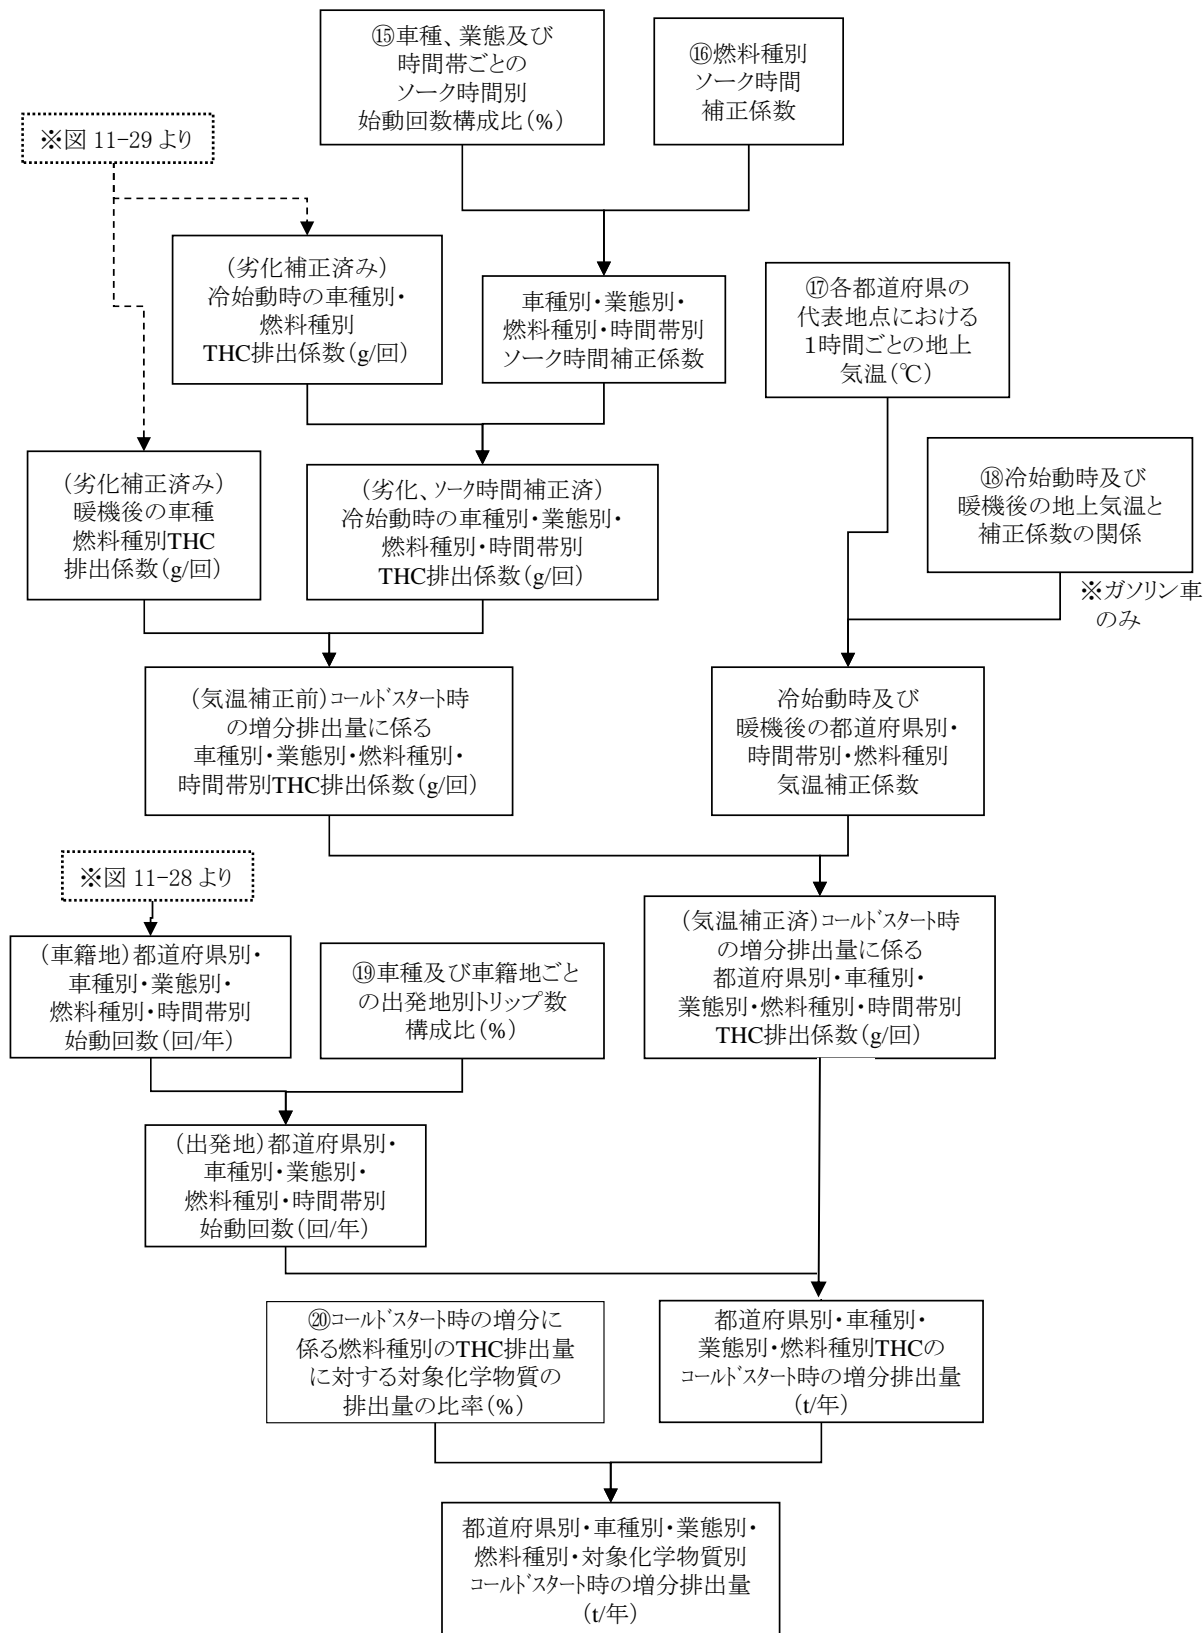 ⑮車種、業態及び
時間帯ごとの
ソーク時間別
始動回数構成比(%)
⑯燃料種別
ソーク時間
補正係数
※図 11-29 より
(劣化補正済み)
冷始動時の車種別・
燃料種別
THC排出係数(g/回)
車種別・業態別・
燃料種別・時間帯別
ソーク時間補正係数
⑰各都道府県の
代表地点における
1時間ごとの地上
気温(℃)
(劣化補正済み)
暖機後の車種
燃料種別THC
排出係数(g/回)
(劣化、ソーク時間補正済)
冷始動時の車種別・業態別・
燃料種別・時間帯別
THC排出係数(g/回)
⑱冷始動時及び
暖機後の地上気温と
補正係数の関係
※ガソリン車
のみ
(気温補正前)コールドスタート時
の増分排出量に係る
車種別・業態別・燃料種別・
時間帯別THC排出係数(g/回)
冷始動時及び
暖機後の都道府県別・
時間帯別・燃料種別
気温補正係数
※図 11-28 より
(車籍地)都道府県別・
車種別・業態別・
燃料種別・時間帯別
始動回数(回/年)
⑲車種及び車籍地ごと
の出発地別トリップ数
構成比(%)
(気温補正済)コールドスタート時
の増分排出量に係る
都道府県別・車種別・
業態別・燃料種別・時間帯別
THC排出係数(g/回)
(出発地)都道府県別・
車種別・業態別・
燃料種別・時間帯別
始動回数(回/年)
⑳コールドスタート時の増分に
係る燃料種別のTHC排出量
に対する対象化学物質の
排出量の比率(%)
都道府県別・車種別・
業態別・燃料種別THCの
コールドスタート時の増分排出量
(t/年)
都道府県別・車種別・業態別・
燃料種別・対象化学物質別
コールドスタート時の増分排出量
(t/年)